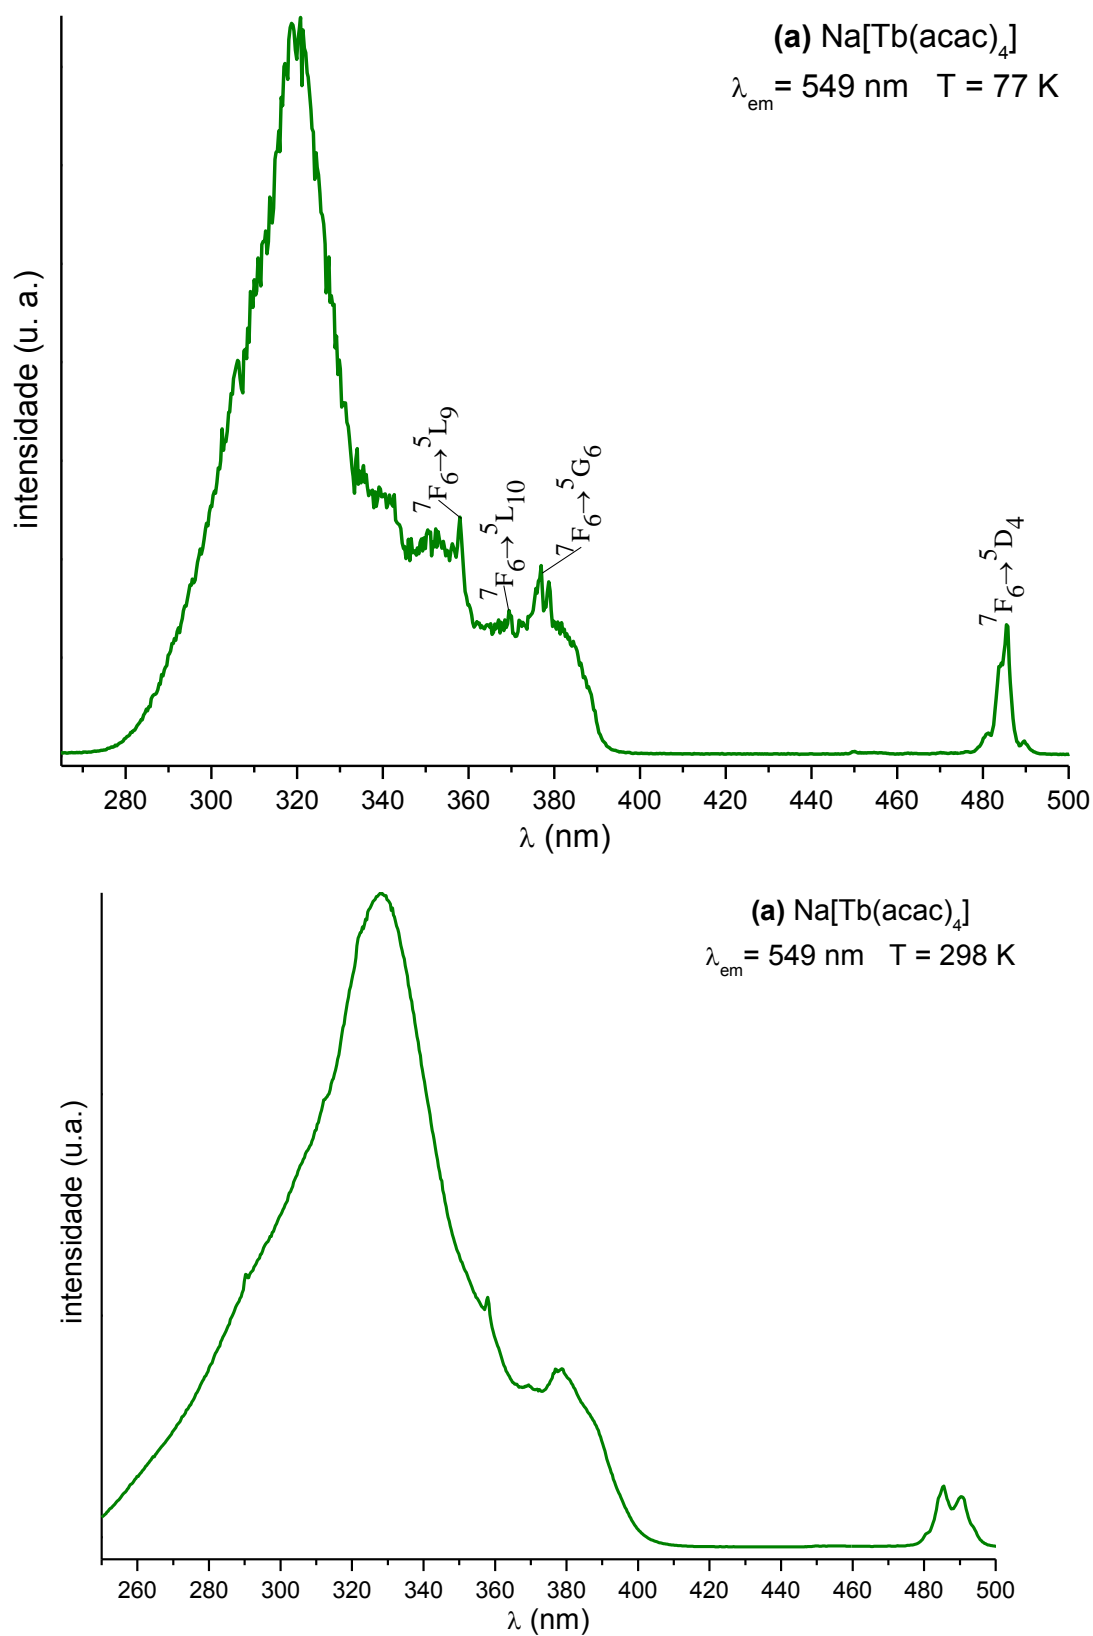 (a) Na[Tb(acac)₄]
λem= 549 nm T = 77 K
intensidade (u. a.)
⁷F₆→⁵L₉
⁷F₆→⁵L₁₀
⁷F₆→⁵G₆
⁷F₆→⁵D₄
280 300 320 340 360 380 400 420 440 460 480 500
λ (nm)
(a) Na[Tb(acac)₄]
λem= 549 nm T = 298 K
intensidade (u.a.)
260 280 300 320 340 360 380 400 420 440 460 480 500
λ (nm)